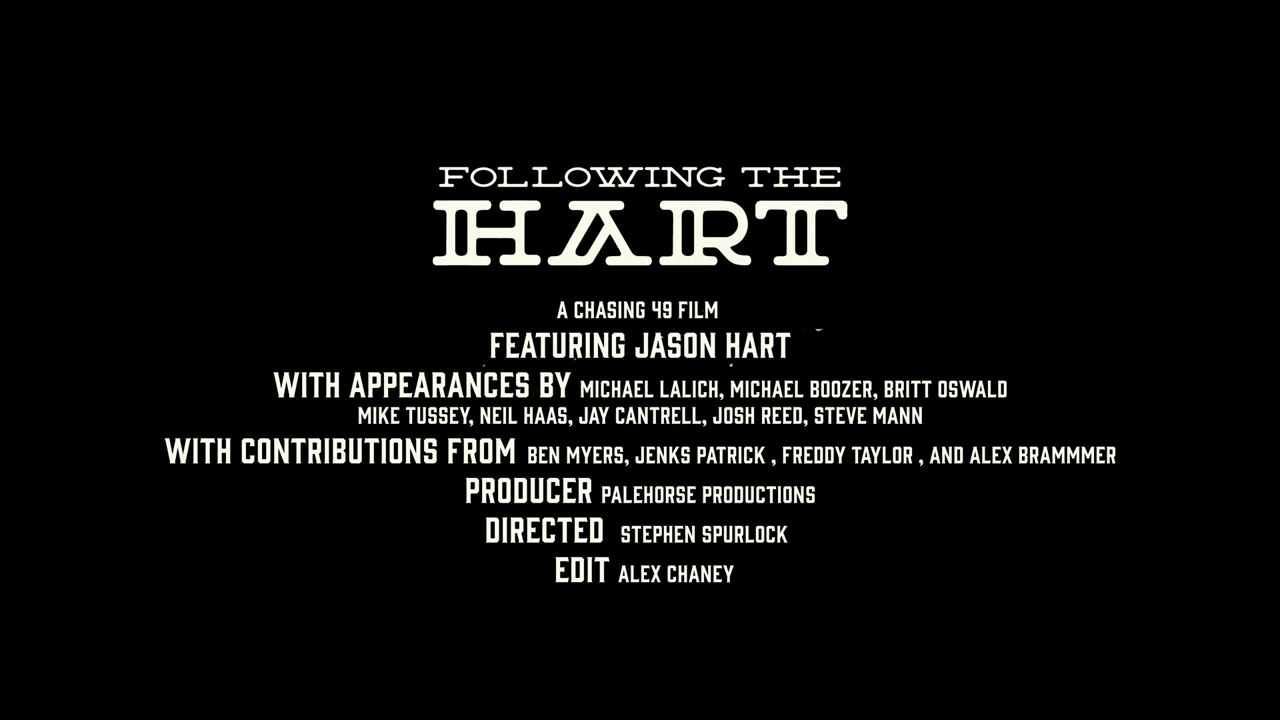 FOLLOWING THE
HART
A CHASING 49 FILM
FEATURING JASON HART
WITH APPEARANCES BY MICHAEL LALICH, MICHAEL BOOZER, BRITT OSWALD
MIKE TUSSEY, NEIL HAAS, JAY CANTRELL, JOSH REED, STEVE MANN
WITH CONTRIBUTIONS FROM BEN MYERS, JENKS PATRICK , FREDDY TAYLOR , AND ALEX BRAMMMER
PRODUCER PALEHORSE PRODUCTIONS
DIRECTED STEPHEN SPURLOCK
EDIT ALEX CHANEY